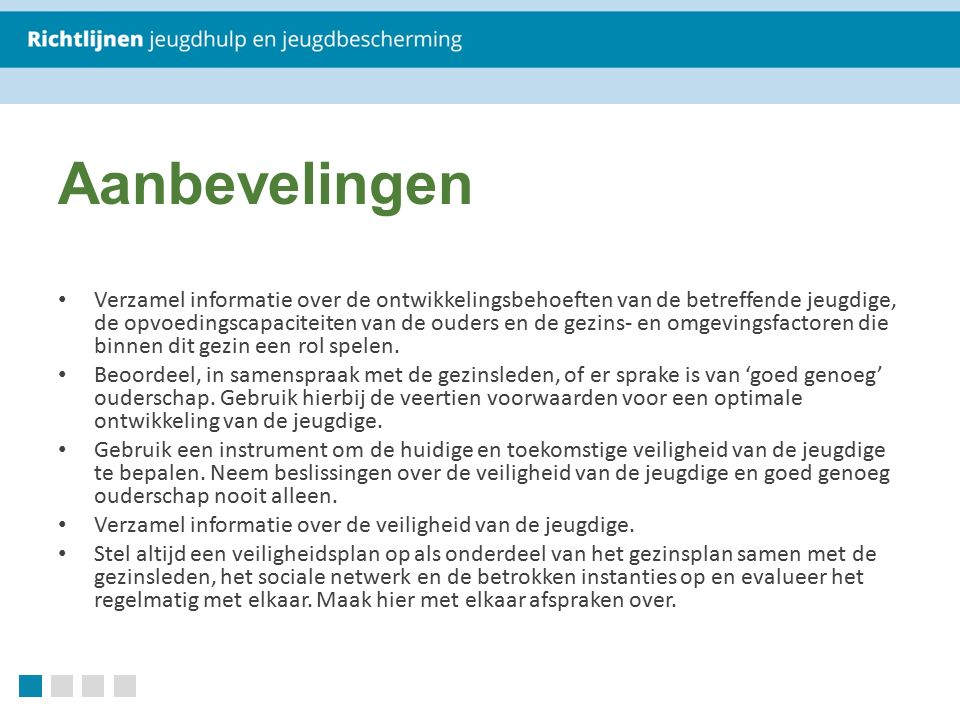 Richtlijnen jeugdhulp en jeugdbescherming
Aanbevelingen
• Verzamel informatie over de ontwikkelingsbehoeften van de betreffende jeugdige,
de opvoedingscapaciteiten van de ouders en de gezins- en omgevingsfactoren die
binnen dit gezin een rol spelen.
• Beoordeel, in samenspraak met de gezinsleden, of er sprake is van ‘goed genoeg’
ouderschap. Gebruik hierbij de veertien voorwaarden voor een optimale
ontwikkeling van de jeugdige.
• Gebruik een instrument om de huidige en toekomstige veiligheid van de jeugdige
te bepalen. Neem beslissingen over de veiligheid van de jeugdige en goed genoeg
ouderschap nooit alleen.
• Verzamel informatie over de veiligheid van de jeugdige.
• Stel altijd een veiligheidsplan op als onderdeel van het gezinsplan samen met de
gezinsleden, het sociale netwerk en de betrokken instanties op en evalueer het
regelmatig met elkaar. Maak hier met elkaar afspraken over.